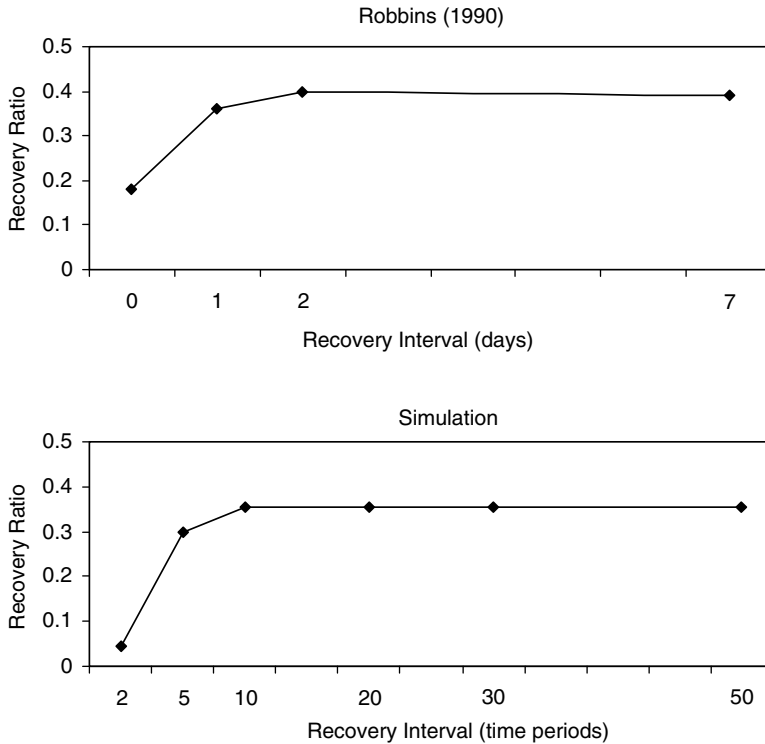 Robbins (1990)
0.5
0.4
0.3
0.2
0.1
0
Recovery Ratio
0 1 2 7
Recovery Interval (days)
Simulation
0.5
0.4
0.3
0.2
0.1
0
Recovery Ratio
2 5 10 20 30 50
Recovery Interval (time periods)